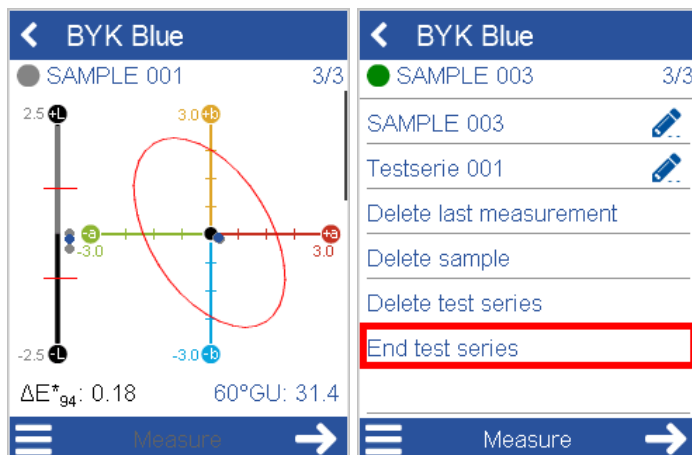 BYK Blue
SAMPLE 001 3/3
2.5 +L 3.0 +b
-a +a
-3.0 3.0
-2.5 -L -3.0 -b
ΔE*94: 0.18 60°GU: 31.4
Measure
BYK Blue
SAMPLE 003 3/3
SAMPLE 003
Testserie 001
Delete last measurement
Delete sample
Delete test series
End test series
Measure